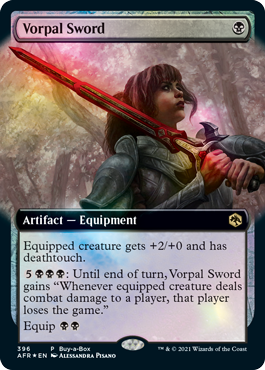 Vorpal Sword
Artifact — Equipment
Equipped creature gets +2/+0 and has
deathtouch.
5 : Until end of turn, Vorpal Sword
gains “Whenever equipped creature deals
combat damage to a player, that player
loses the game.”
Equip
396 P Buy-a-Box
AFR★EN Alessandra Pisano
™ & © 2021 Wizards of the Coast